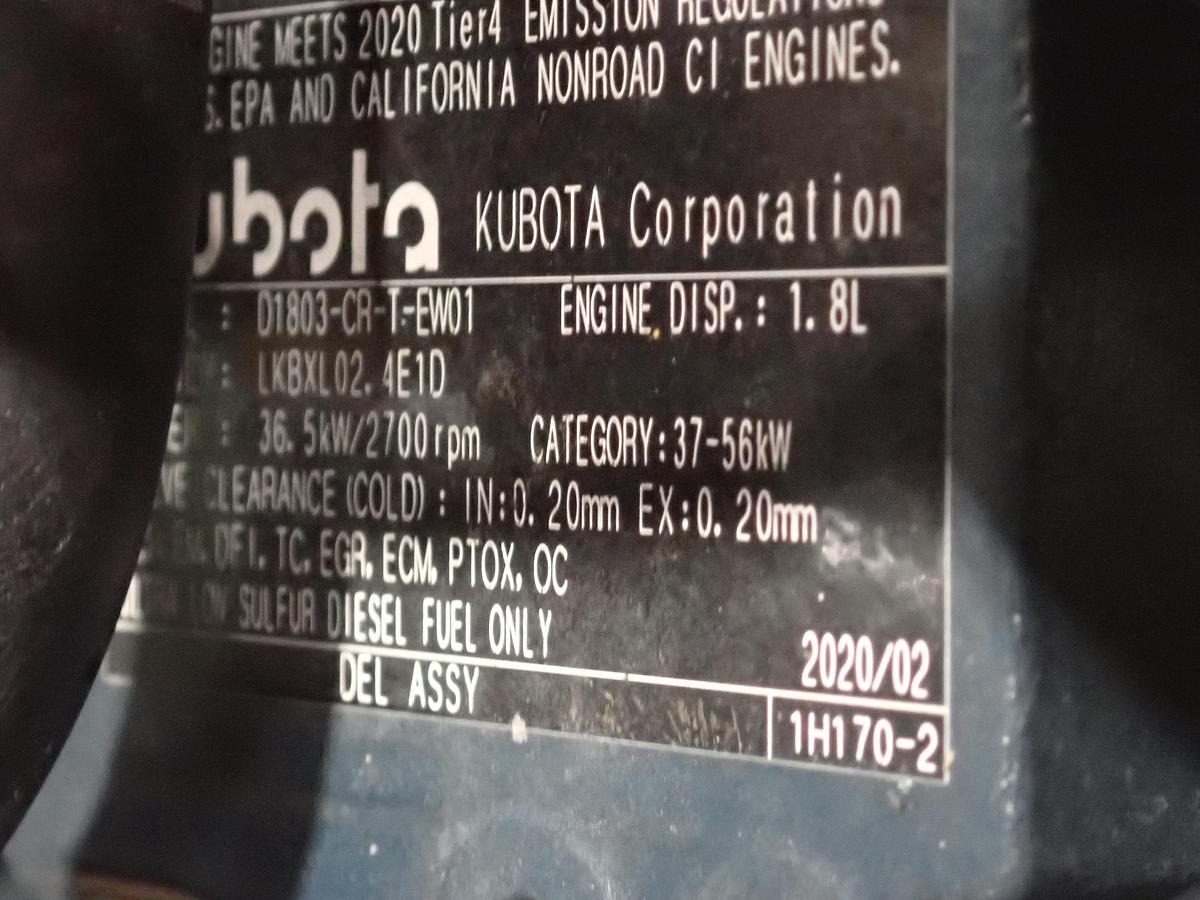 GINE MEETS 2020 Tier4 EMISSION REGULATIONS
S. EPA AND CALIFORNIA NONROAD CI ENGINES.
ubota KUBOTA Corporation
: D1803-CR-T-EW01 ENGINE DISP. : 1. 8L
: LKBXL02. 4E1D
: 36. 5kW/2700rpm CATEGORY:37-56kW
VE CLEARANCE (COLD) : IN:0. 20mm EX:0. 20mm
DFI, TC, EGR, ECM, PTOX, OC
LOW SULFUR DIESEL FUEL ONLY
2020/02
DEL ASSY 1H170-2